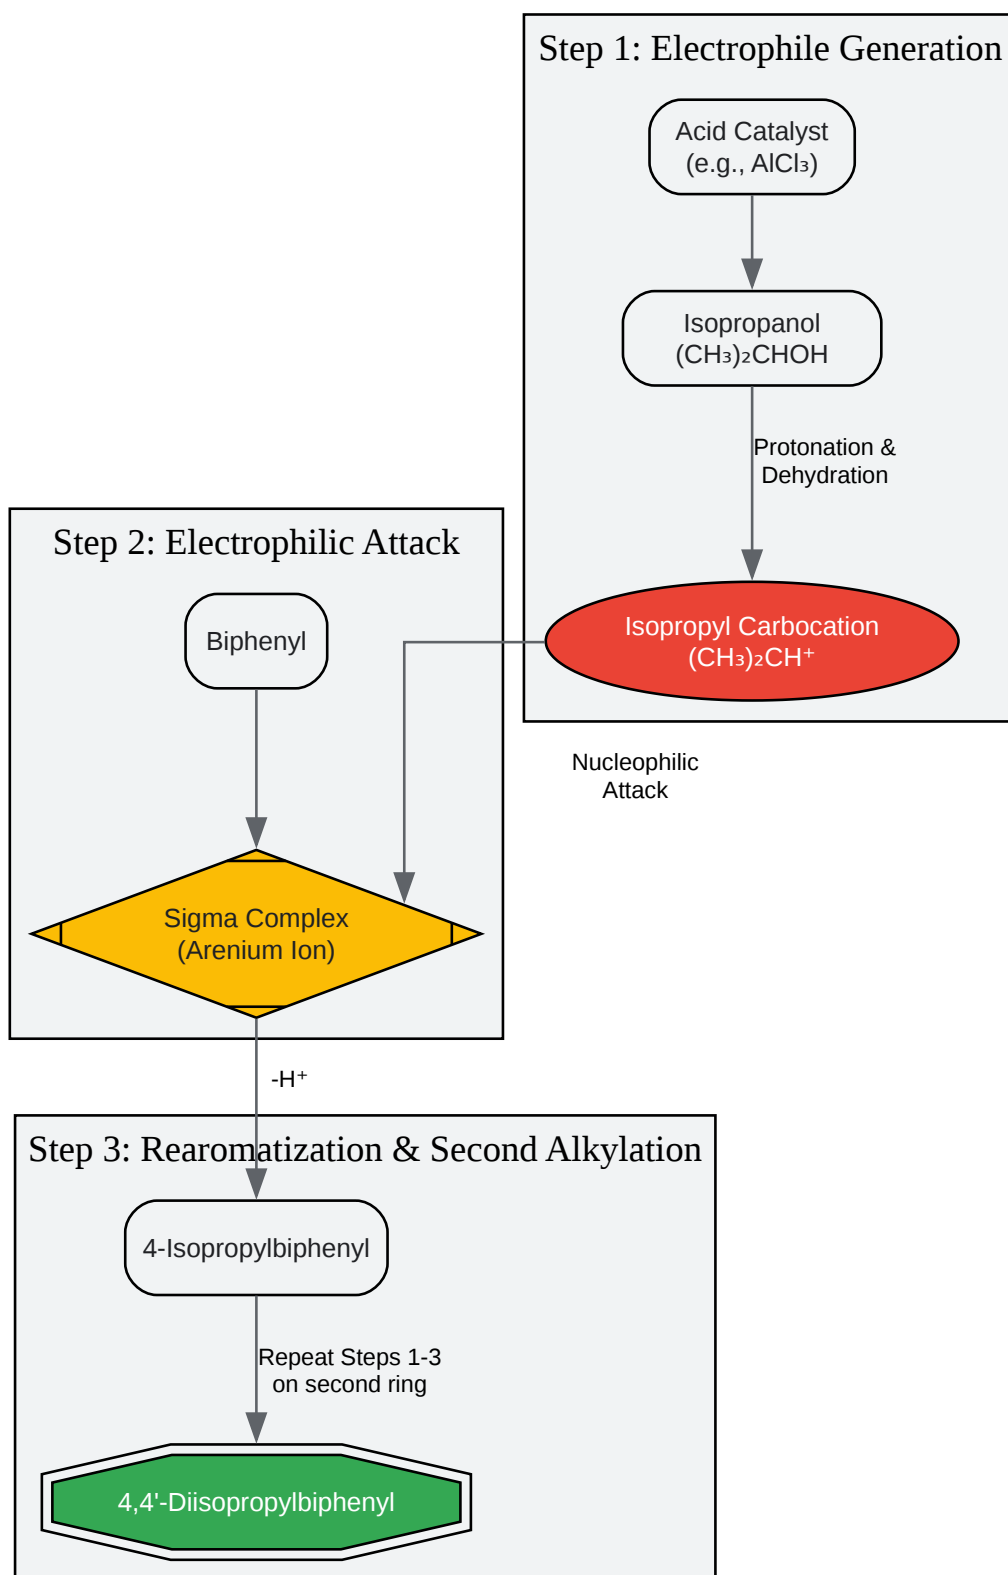 Step 1: Electrophile Generation
Acid Catalyst
(e.g., AlCl₃)
Isopropanol
(CH₃)₂CHOH
Protonation &
Dehydration
Isopropyl Carbocation
(CH₃)₂CH⁺
Step 2: Electrophilic Attack
Biphenyl
Nucleophilic
Attack
Sigma Complex
(Arenium Ion)
-H⁺
Step 3: Rearomatization & Second Alkylation
4-Isopropylbiphenyl
Repeat Steps 1-3
on second ring
4,4'-Diisopropylbiphenyl